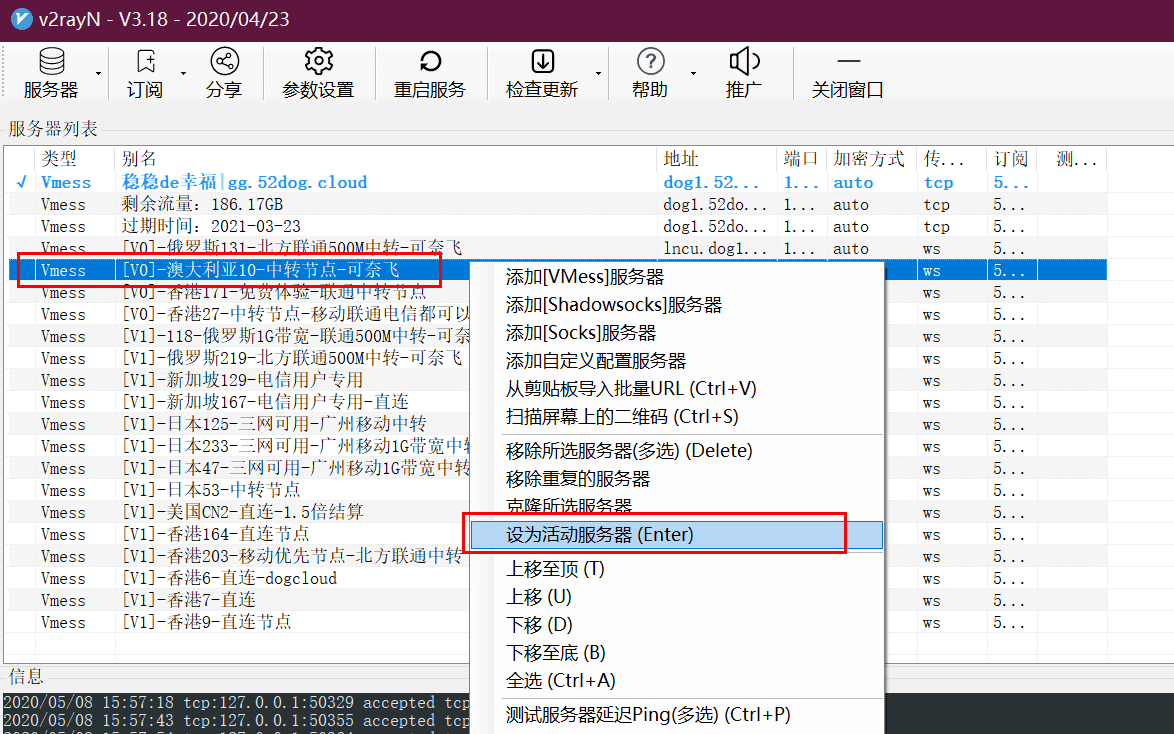 v2rayN - V3.18 - 2020/04/23
服务器 订阅 分享 参数设置 重启服务 检查更新 帮助 推广 关闭窗口
服务器列表
类型 别名 地址 端口 加密方式 传... 订阅 测...
√ Vmess 稳稳de幸福|gg.52dog.cloud dog1.52... 1... auto tcp 5...
Vmess 剩余流量：186.17GB dog1.52do... 1... auto tcp 5...
Vmess 过期时间：2021-03-23 dog1.52do... 1... auto tcp 5...
Vmess [V0]-俄罗斯131-北方联通500M中转-可奈飞 lncu.dog1... 1... auto ws 5...
Vmess [V0]-澳大利亚10-中转节点-可奈飞 ws 5...
Vmess [V0]-香港171-免费体验-联通中转节点 ws 5...
Vmess [V0]-香港27-中转节点-移动联通电信都可以 ws 5...
Vmess [V1]-118-俄罗斯1G带宽-联通500M中转-可奈 ws 5...
Vmess [V1]-俄罗斯219-北方联通500M中转-可奈飞 ws 5...
Vmess [V1]-新加坡129-电信用户专用 ws 5...
Vmess [V1]-新加坡167-电信用户专用-直连 ws 5...
Vmess [V1]-日本125-三网可用-广州移动中转 ws 5...
Vmess [V1]-日本233-三网可用-广州移动1G带宽中转 ws 5...
Vmess [V1]-日本47-三网可用-广州移动1G带宽中转 ws 5...
Vmess [V1]-日本53-中转节点 ws 5...
Vmess [V1]-美国CN2-直连-1.5倍结算 ws 5...
Vmess [V1]-香港164-直连节点 ws 5...
Vmess [V1]-香港203-移动优先节点-北方联通中转 ws 5...
Vmess [V1]-香港6-直连-dogcloud ws 5...
Vmess [V1]-香港7-直连 ws 5...
Vmess [V1]-香港9-直连节点 ws 5...
添加[VMess]服务器
添加[Shadowsocks]服务器
添加[Socks]服务器
添加自定义配置服务器
从剪贴板导入批量URL (Ctrl+V)
扫描屏幕上的二维码 (Ctrl+S)
移除所选服务器(多选) (Delete)
移除重复的服务器
克隆所选服务器
设为活动服务器 (Enter)
上移至顶 (T)
上移 (U)
下移 (D)
下移至底 (B)
全选 (Ctrl+A)
测试服务器延迟Ping(多选) (Ctrl+P)
信息
2020/05/08 15:57:18 tcp:127.0.0.1:50329 accepted tcp
2020/05/08 15:57:43 tcp:127.0.0.1:50355 accepted tcp